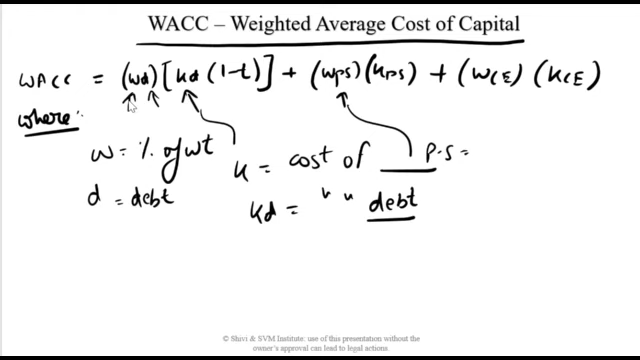 WACC – Weighted Average Cost of Capital
WACC = (Wd) [Kd (1-t)] + (WPS) (KPS) + (WCE) (KCE)
where:
w = % of wt
K = cost of ____ P.S =
d = debt
Kd = " " debt
© Shivi & SVM Institute: use of this presentation without the
owner's approval can lead to legal actions.